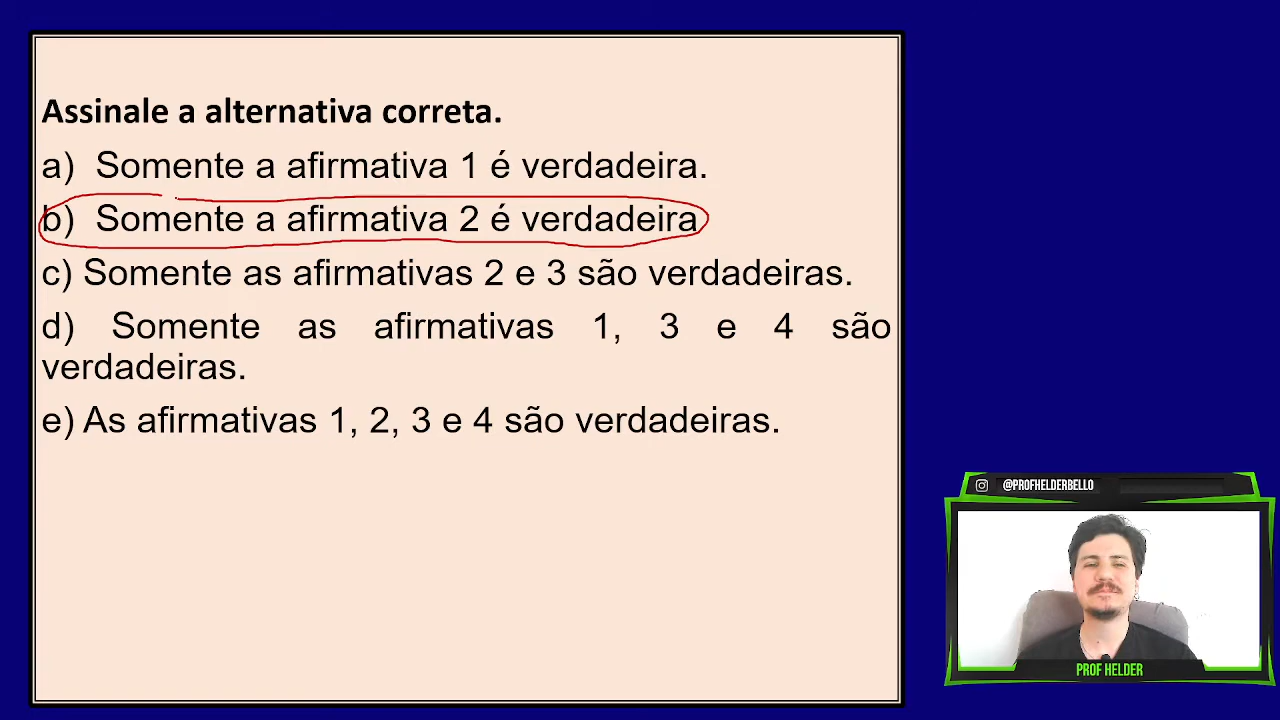 Assinale a alternativa correta.
a) Somente a afirmativa 1 é verdadeira.
b) Somente a afirmativa 2 é verdadeira
c) Somente as afirmativas 2 e 3 são verdadeiras.
d) Somente as afirmativas 1, 3 e 4 são
verdadeiras.
e) As afirmativas 1, 2, 3 e 4 são verdadeiras.
@PROFHELDERBELLO
PROF HELDER